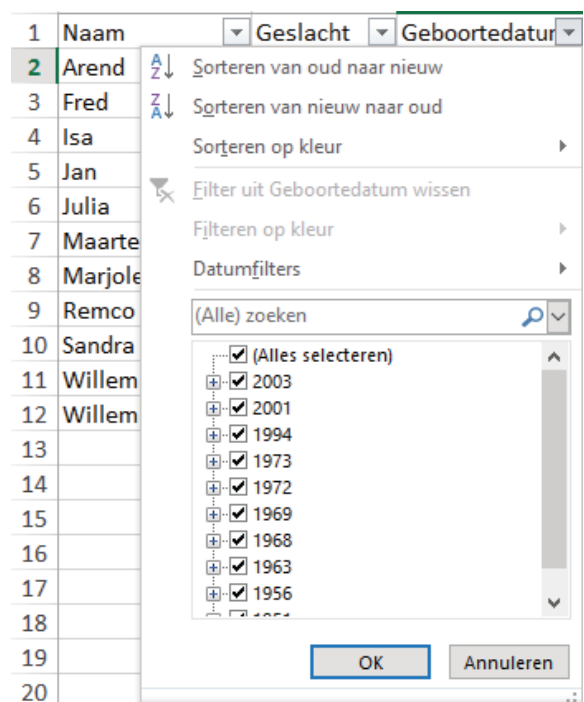 1 Naam Geslacht Geboortedatur
2 Arend
3 Fred
4 Isa
5 Jan
6 Julia
7 Maarte
8 Marjole
9 Remco
10 Sandra
11 Willem
12 Willem
13
14
15
16
17
18
19
20
Sorteren van oud naar nieuw
Sorteren van nieuw naar oud
Sorteren op kleur
Filter uit Geboortedatum wissen
Filteren op kleur
Datumfilters
(Alle) zoeken
(Alles selecteren)
2003
2001
1994
1973
1972
1969
1968
1963
1956
OK Annuleren